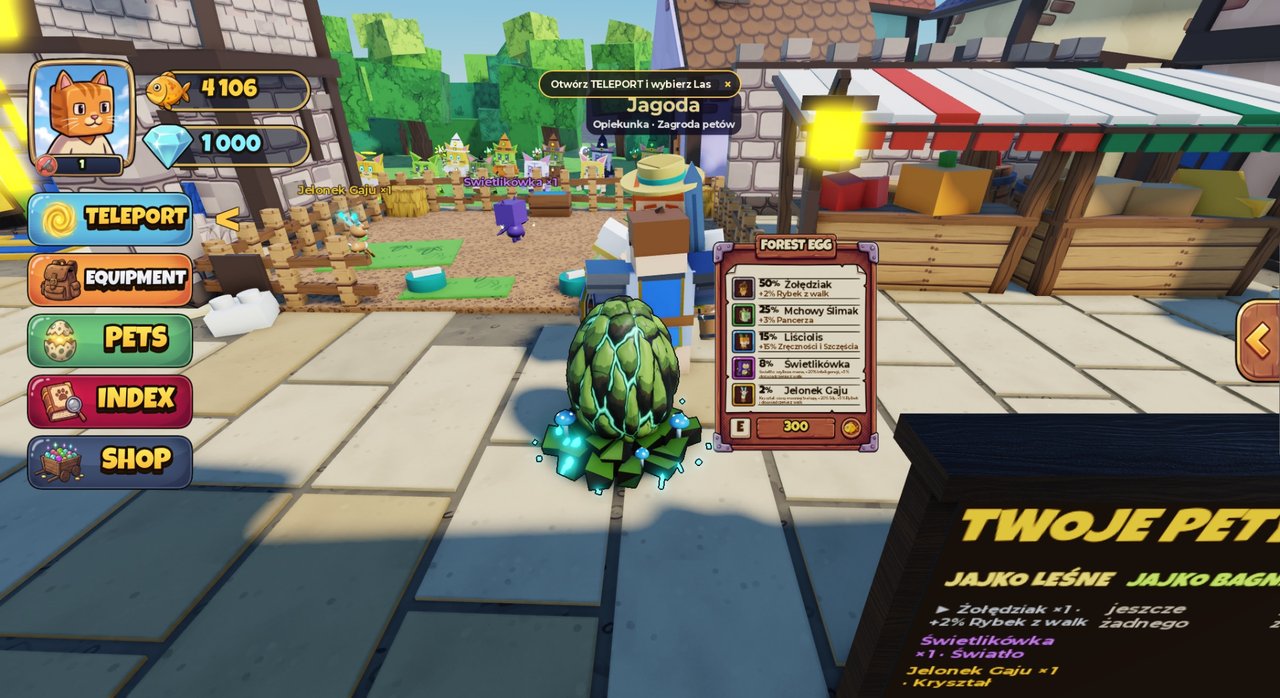 4 106
1 000
1
TELEPORT
EQUIPMENT
PETS
INDEX
SHOP
Otwórz TELEPORT i wybierz Las ×
Jagoda
Opiekunka · Zagroda petów
Jelonek Gaju ×1
Świetlikówka ×1
FOREST EGG
50% Żołędziak
+2% Rybek z walk
25% Mchowy Ślimak
+3% Pancerza
15% Liściolis
+15% Zręczności i Szczęścia
8% Świetlikówka
2% Jelonek Gaju
E 300
TWOJE PET
JAJKO LEŚNE JAJKO BAGN
► Żołędziak ×1 ·
+2% Rybek z walk
jeszcze
żadnego
Świetlikówka
×1 · Światło
Jelonek Gaju ×1
· Kryształ